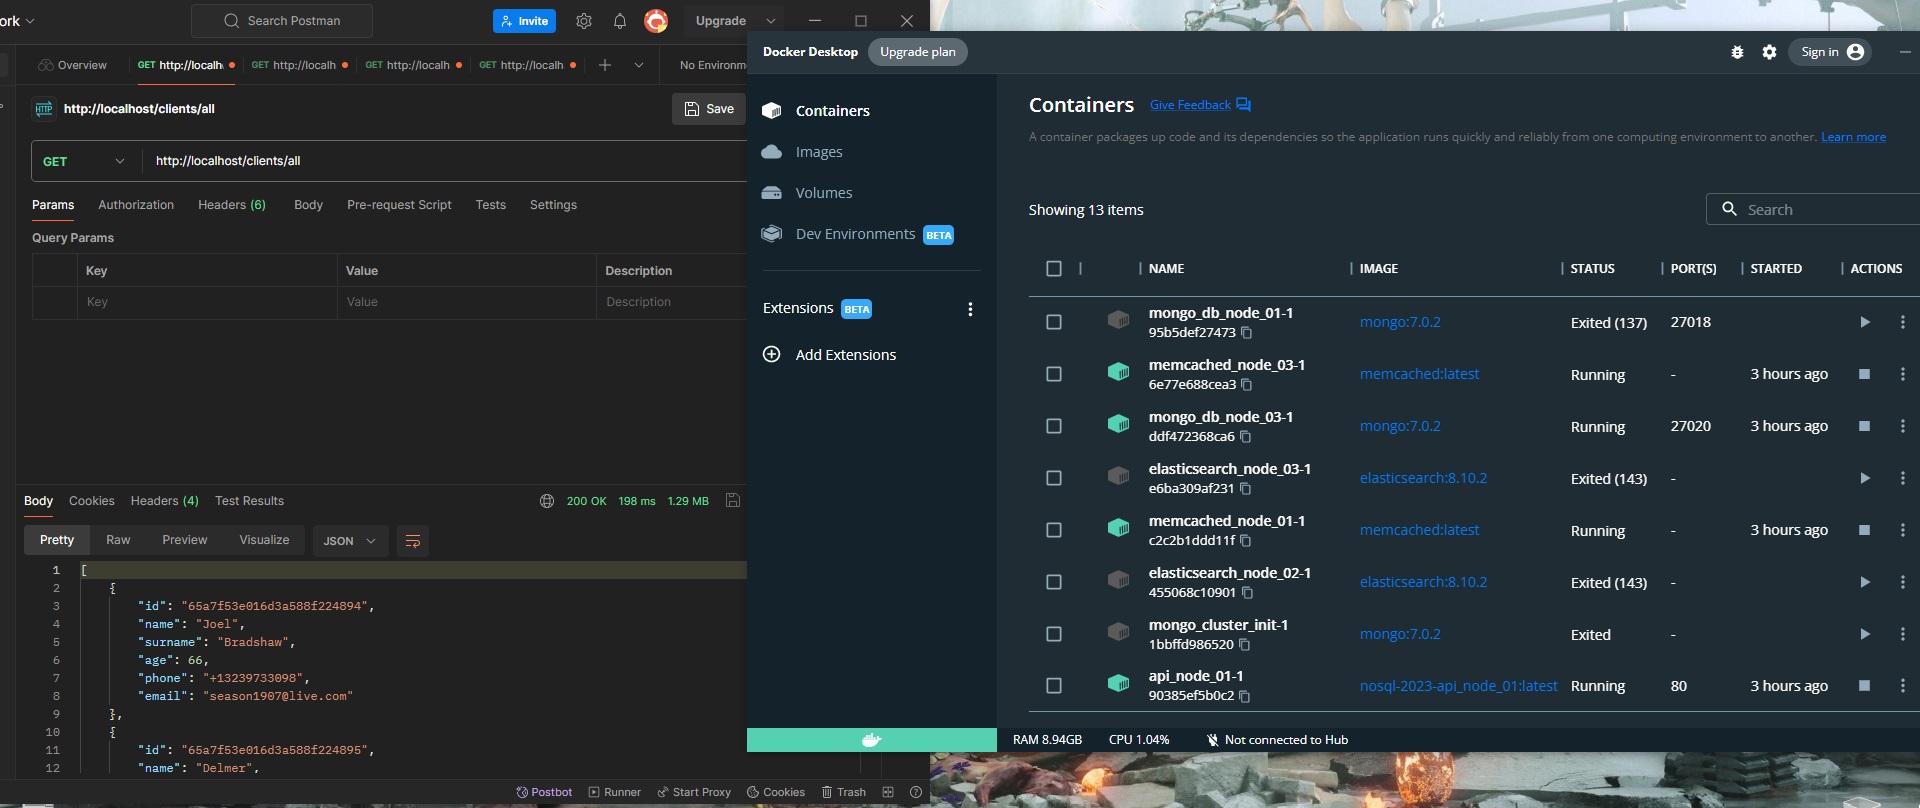 ork
Search Postman
Invite
Upgrade
Overview
GET http://localh
GET http://localh
GET http://localh
GET http://localh
No Environm
http://localhost/clients/all
Save
GET
http://localhost/clients/all
Params
Authorization
Headers (6)
Body
Pre-request Script
Tests
Settings
Query Params
Key
Value
Description
Key
Value
Description
Body
Cookies
Headers (4)
Test Results
200 OK
198 ms
1.29 MB
Pretty
Raw
Preview
Visualize
JSON
1 [
2 {
3 "id": "65a7f53e016d3a588f224894",
4 "name": "Joel",
5 "surname": "Bradshaw",
6 "age": 66,
7 "phone": "+13239733098",
8 "email": "season1907@live.com"
9 },
10 {
11 "id": "65a7f53e016d3a588f224895",
12 "name": "Delmer",
Postbot
Runner
Start Proxy
Cookies
Trash
Docker Desktop
Upgrade plan
Sign in
Containers
Images
Volumes
Dev Environments BETA
Extensions BETA
Add Extensions
Containers
Give Feedback
A container packages up code and its dependencies so the application runs quickly and reliably from one computing environment to another. Learn more
Showing 13 items
Search
NAME
IMAGE
STATUS
PORT(S)
STARTED
ACTIONS
mongo_db_node_01-1
95b5def27473
mongo:7.0.2
Exited (137)
27018
memcached_node_03-1
6e77e688cea3
memcached:latest
Running
-
3 hours ago
mongo_db_node_03-1
ddf472368ca6
mongo:7.0.2
Running
27020
3 hours ago
elasticsearch_node_03-1
e6ba309af231
elasticsearch:8.10.2
Exited (143)
-
memcached_node_01-1
c2c2b1ddd11f
memcached:latest
Running
-
3 hours ago
elasticsearch_node_02-1
455068c10901
elasticsearch:8.10.2
Exited (143)
-
mongo_cluster_init-1
1bbffd986520
mongo:7.0.2
Exited
-
api_node_01-1
90385ef5b0c2
nosql-2023-api_node_01:latest
Running
80
3 hours ago
RAM 8.94GB
CPU 1.04%
Not connected to Hub